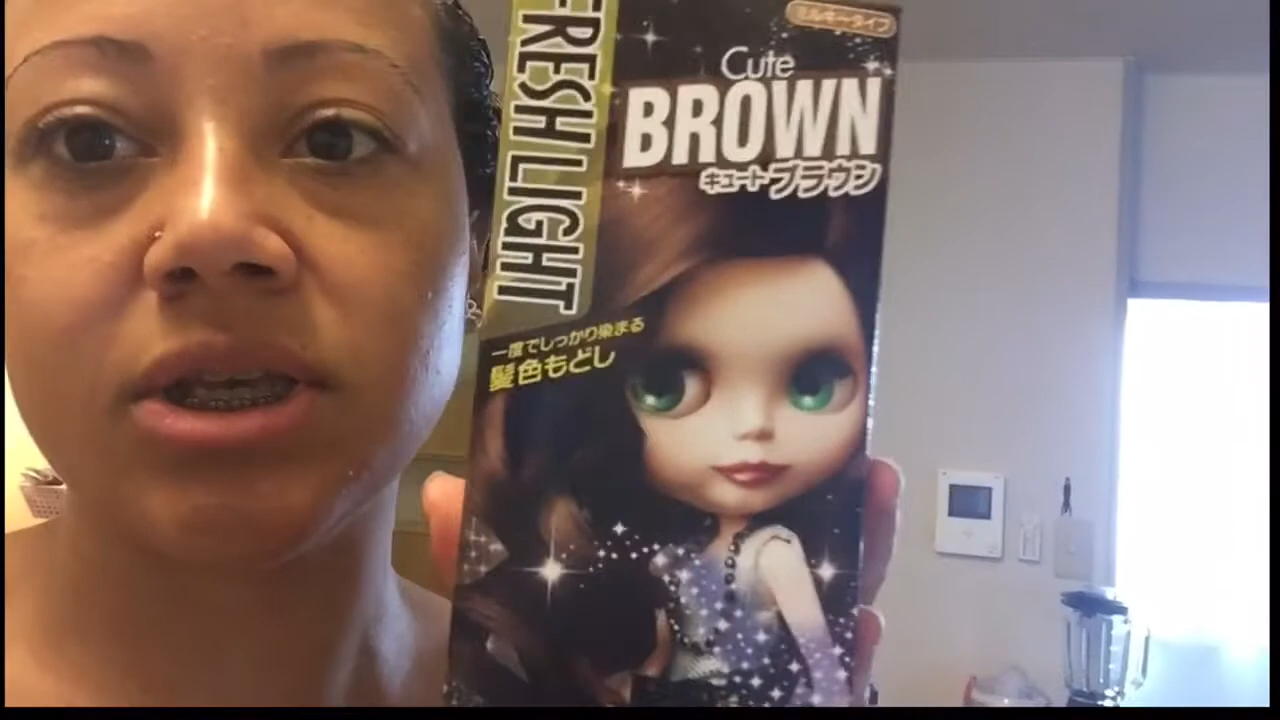 FRESH LIGHT
ミルキータイプ
Cute
BROWN
キュートブラウン
一度でしっかり染まる
髪色もどし